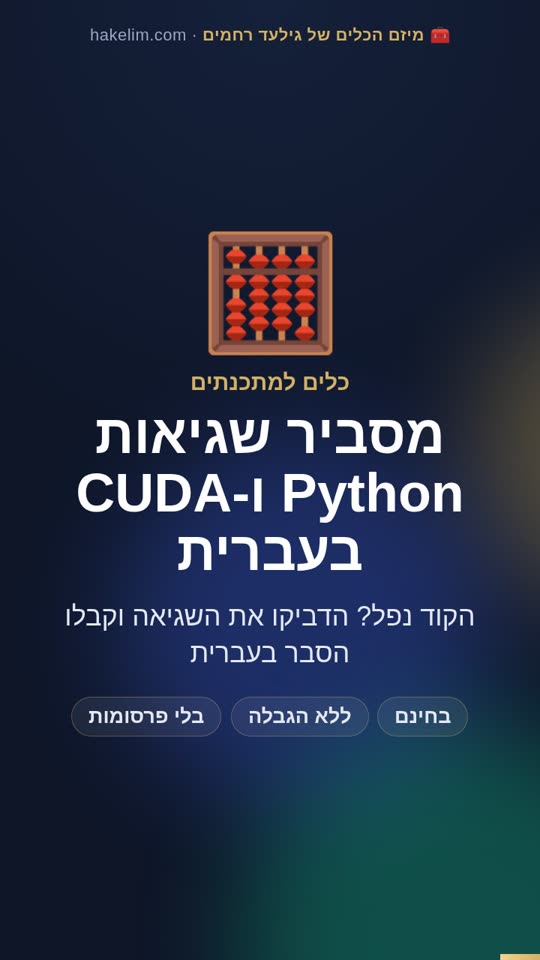 🧰 מיזם הכלים של גילעד רחמים · hakelim.com
כלים למתכנתים
מסביר שגיאות
Python ו-CUDA
בעברית
הקוד נפל? הדביקו את השגיאה וקבלו
הסבר בעברית
בחינם
ללא הגבלה
בלי פרסומות